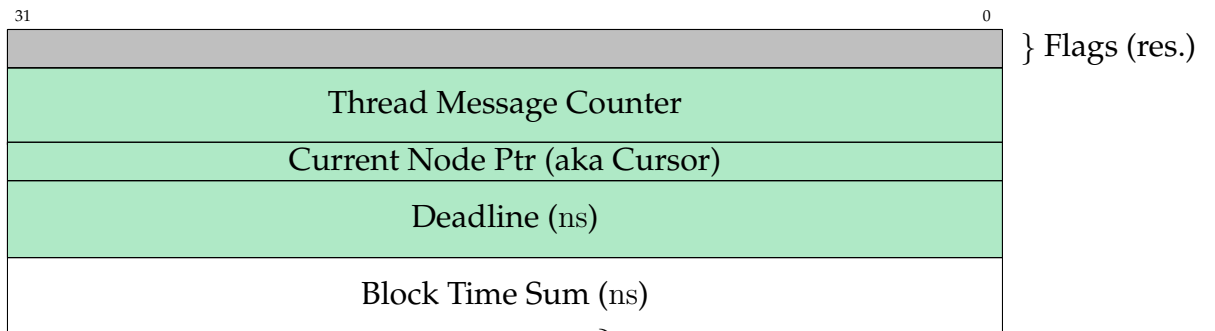 31 0
} Flags (res.)
Thread Message Counter
Current Node Ptr (aka Cursor)
Deadline (ns)
Block Time Sum (ns)